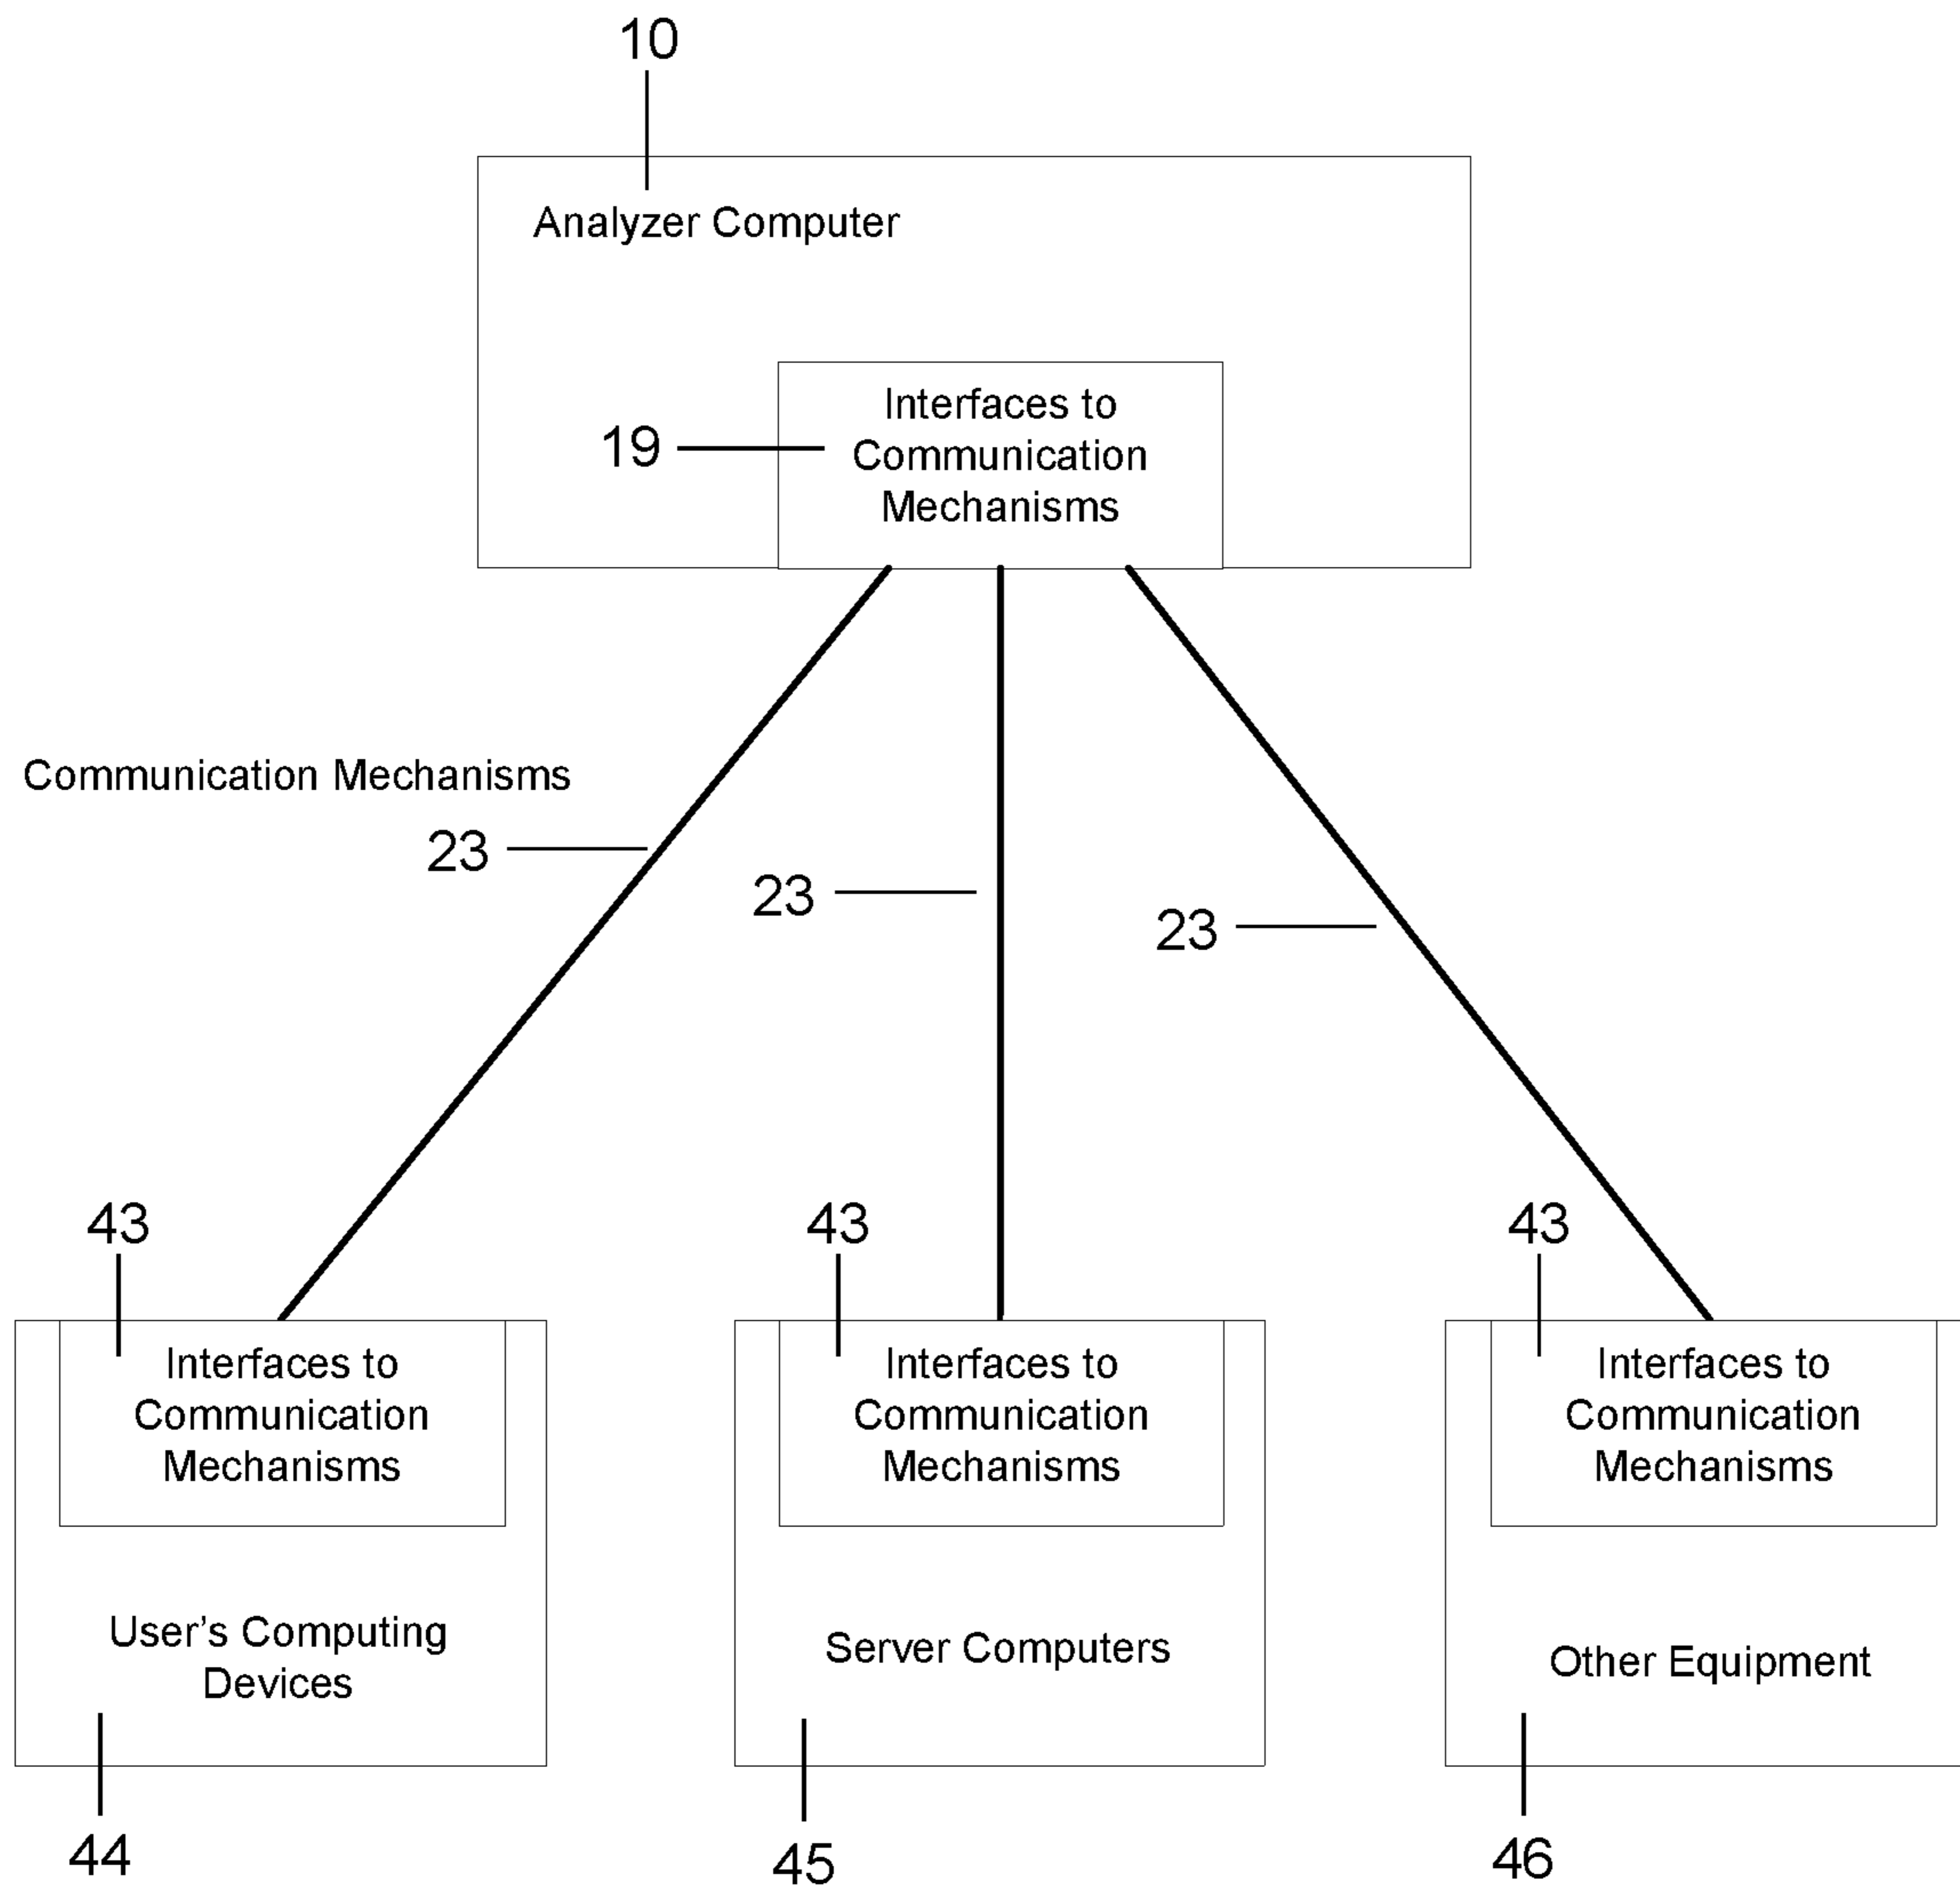 10
Analyzer Computer
Interfaces to
19
Communication
Mechanisms
Communication Mechanisms
23
23
23
43
43
43
Interfaces to
Communication
Mechanisms
Interfaces to
Communication
Mechanisms
Interfaces to
Communication
Mechanisms
User's Computing
Devices
Server Computers
Other Equipment
44
45
46